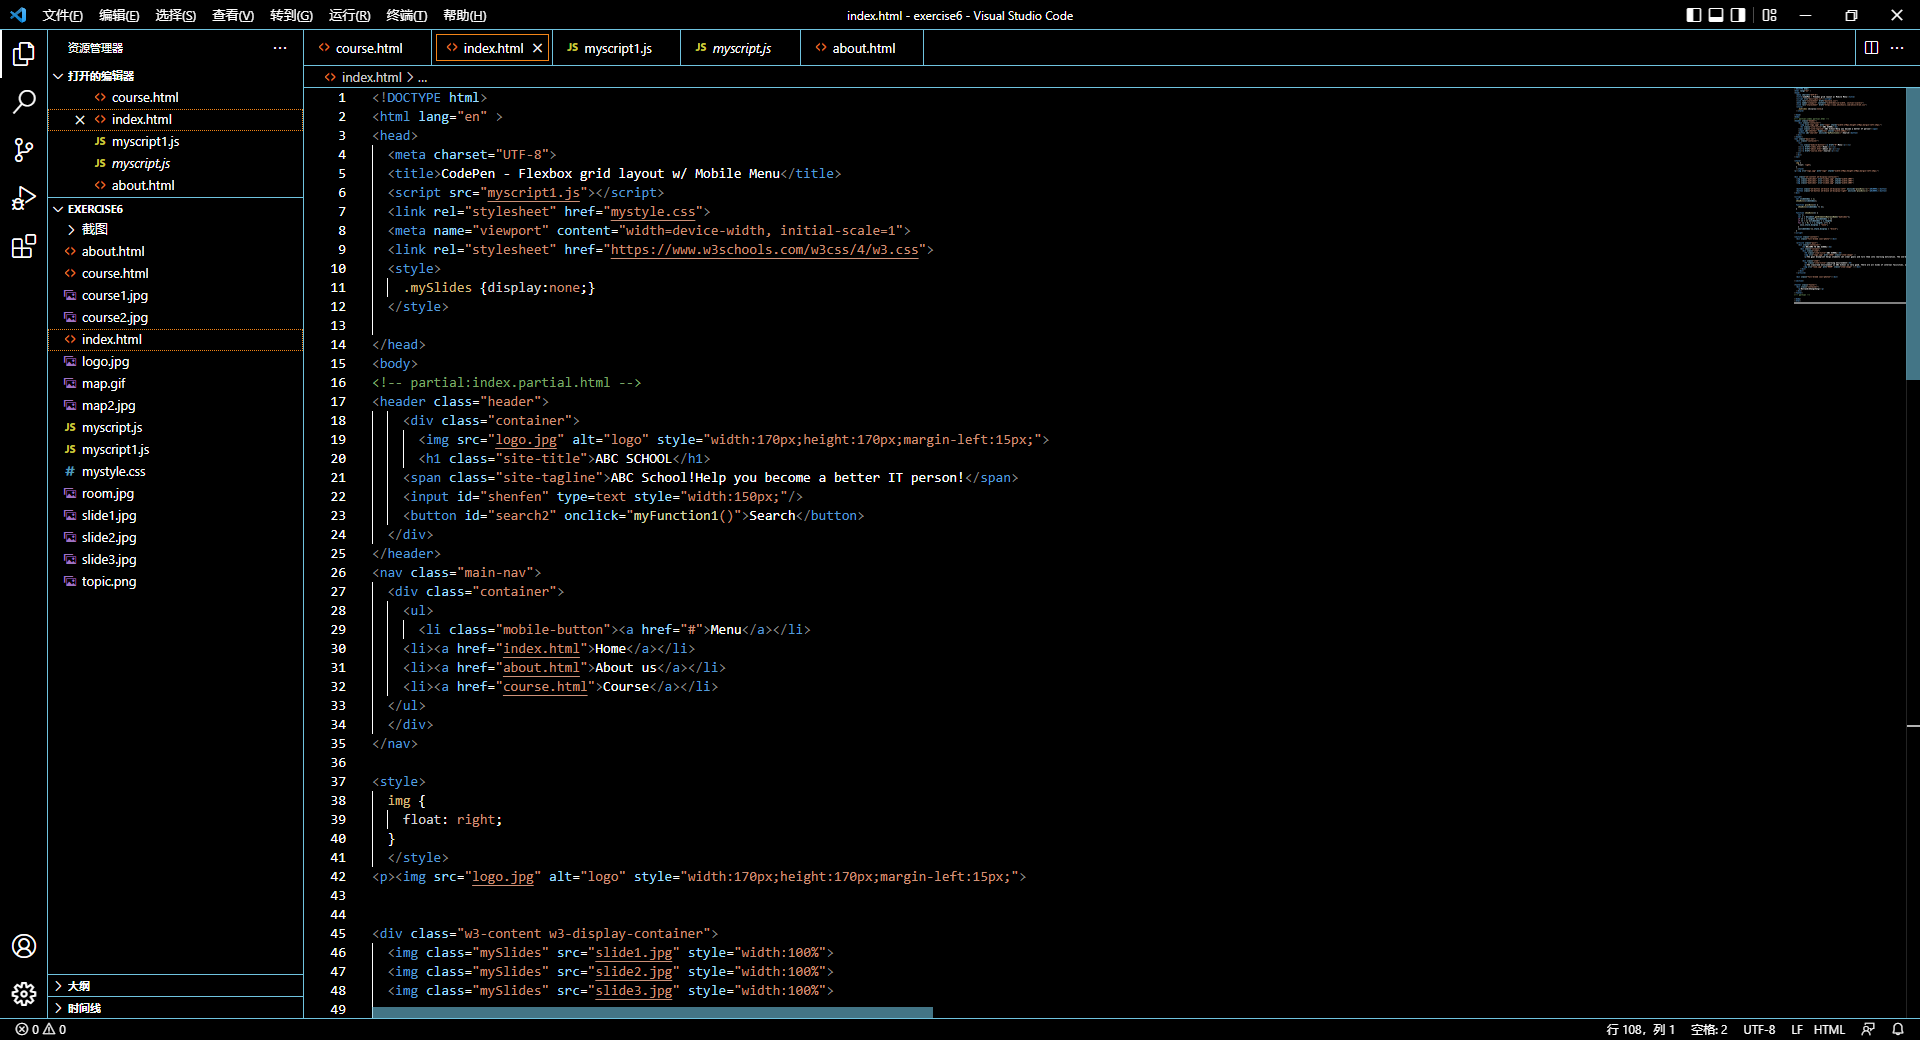 文件(F) 编辑(E) 选择(S) 查看(V) 转到(G) 运行(R) 终端(T) 帮助(H)
index.html - exercise6 - Visual Studio Code
资源管理器
打开的编辑器
course.html
index.html
JS myscript1.js
JS myscript.js
about.html
EXERCISE6
截图
about.html
course.html
course1.jpg
course2.jpg
index.html
logo.jpg
map.gif
map2.jpg
JS myscript.js
JS myscript1.js
# mystyle.css
room.jpg
slide1.jpg
slide2.jpg
slide3.jpg
topic.png
大纲
时间线
course.html index.html JS myscript1.js JS myscript.js about.html
index.html > ...
1 <!DOCTYPE html>
2 <html lang="en" >
3 <head>
4 <meta charset="UTF-8">
5 <title>CodePen - Flexbox grid layout w/ Mobile Menu</title>
6 <script src="myscript1.js"></script>
7 <link rel="stylesheet" href="mystyle.css">
8 <meta name="viewport" content="width=device-width, initial-scale=1">
9 <link rel="stylesheet" href="https://www.w3schools.com/w3css/4/w3.css">
10 <style>
11 .mySlides {display:none;}
12 </style>
13
14 </head>
15 <body>
16 <!-- partial:index.partial.html -->
17 <header class="header">
18 <div class="container">
19 <img src="logo.jpg" alt="logo" style="width:170px;height:170px;margin-left:15px;">
20 <h1 class="site-title">ABC SCHOOL</h1>
21 <span class="site-tagline">ABC School!Help you become a better IT person!</span>
22 <input id="shenfen" type=text style="width:150px;"/>
23 <button id="search2" onclick="myFunction1()">Search</button>
24 </div>
25 </header>
26 <nav class="main-nav">
27 <div class="container">
28 <ul>
29 <li class="mobile-button"><a href="#">Menu</a></li>
30 <li><a href="index.html">Home</a></li>
31 <li><a href="about.html">About us</a></li>
32 <li><a href="course.html">Course</a></li>
33 </ul>
34 </div>
35 </nav>
36
37 <style>
38 img {
39 float: right;
40 }
41 </style>
42 <p><img src="logo.jpg" alt="logo" style="width:170px;height:170px;margin-left:15px;">
43
44
45 <div class="w3-content w3-display-container">
46 <img class="mySlides" src="slide1.jpg" style="width:100%">
47 <img class="mySlides" src="slide2.jpg" style="width:100%">
48 <img class="mySlides" src="slide3.jpg" style="width:100%">
49
0 0
行 108，列 1 空格: 2 UTF-8 LF HTML